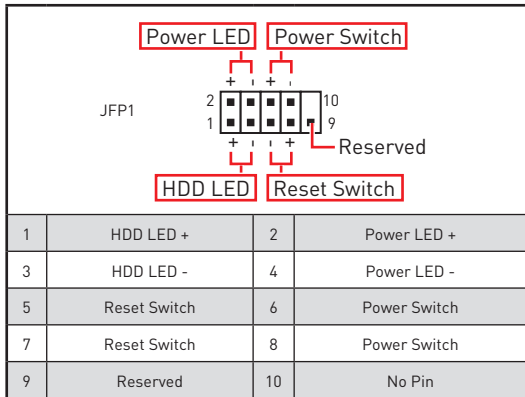 Power LED Power Switch
+ - + -
JFP1
2 10
1 9
+ - - +
Reserved
HDD LED Reset Switch
1 HDD LED + 2 Power LED +
3 HDD LED - 4 Power LED -
5 Reset Switch 6 Power Switch
7 Reset Switch 8 Power Switch
9 Reserved 10 No Pin